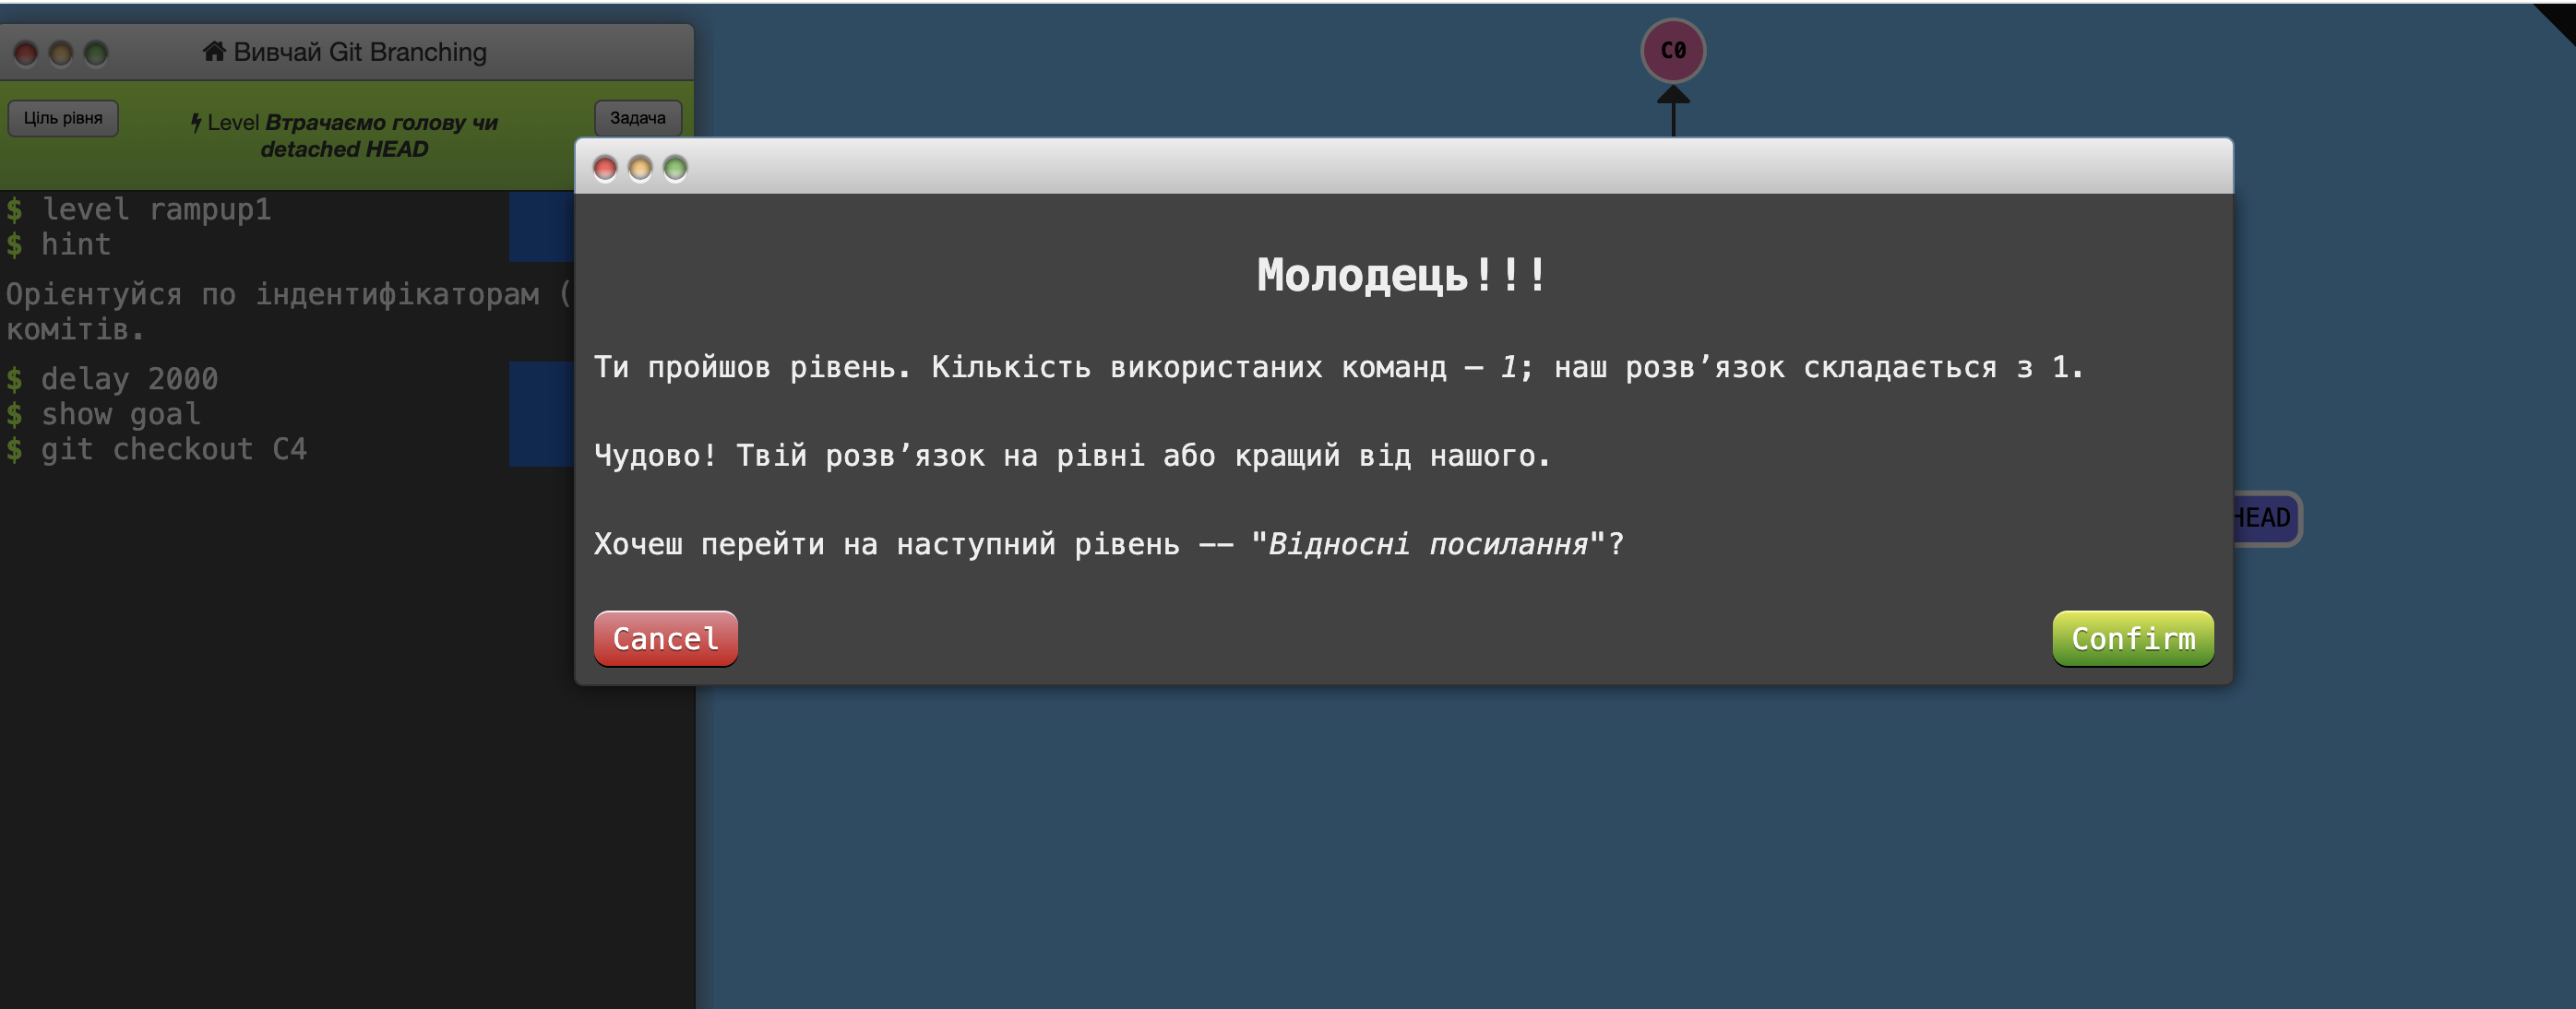 Вивчай Git Branching
Ціль рівня
Level Втрачаємо голову чи
detached HEAD
Задача
$ level rampup1
$ hint
Орієнтуйся по індентифікаторам (
комітів.
$ delay 2000
$ show goal
$ git checkout C4
C0
Молодець!!!
Ти пройшов рівень. Кількість використаних команд — 1; наш розв’язок складається з 1.
Чудово! Твій розв’язок на рівні або кращий від нашого.
Хочеш перейти на наступний рівень –– "Відносні посилання"?
Cancel
Confirm
HEAD